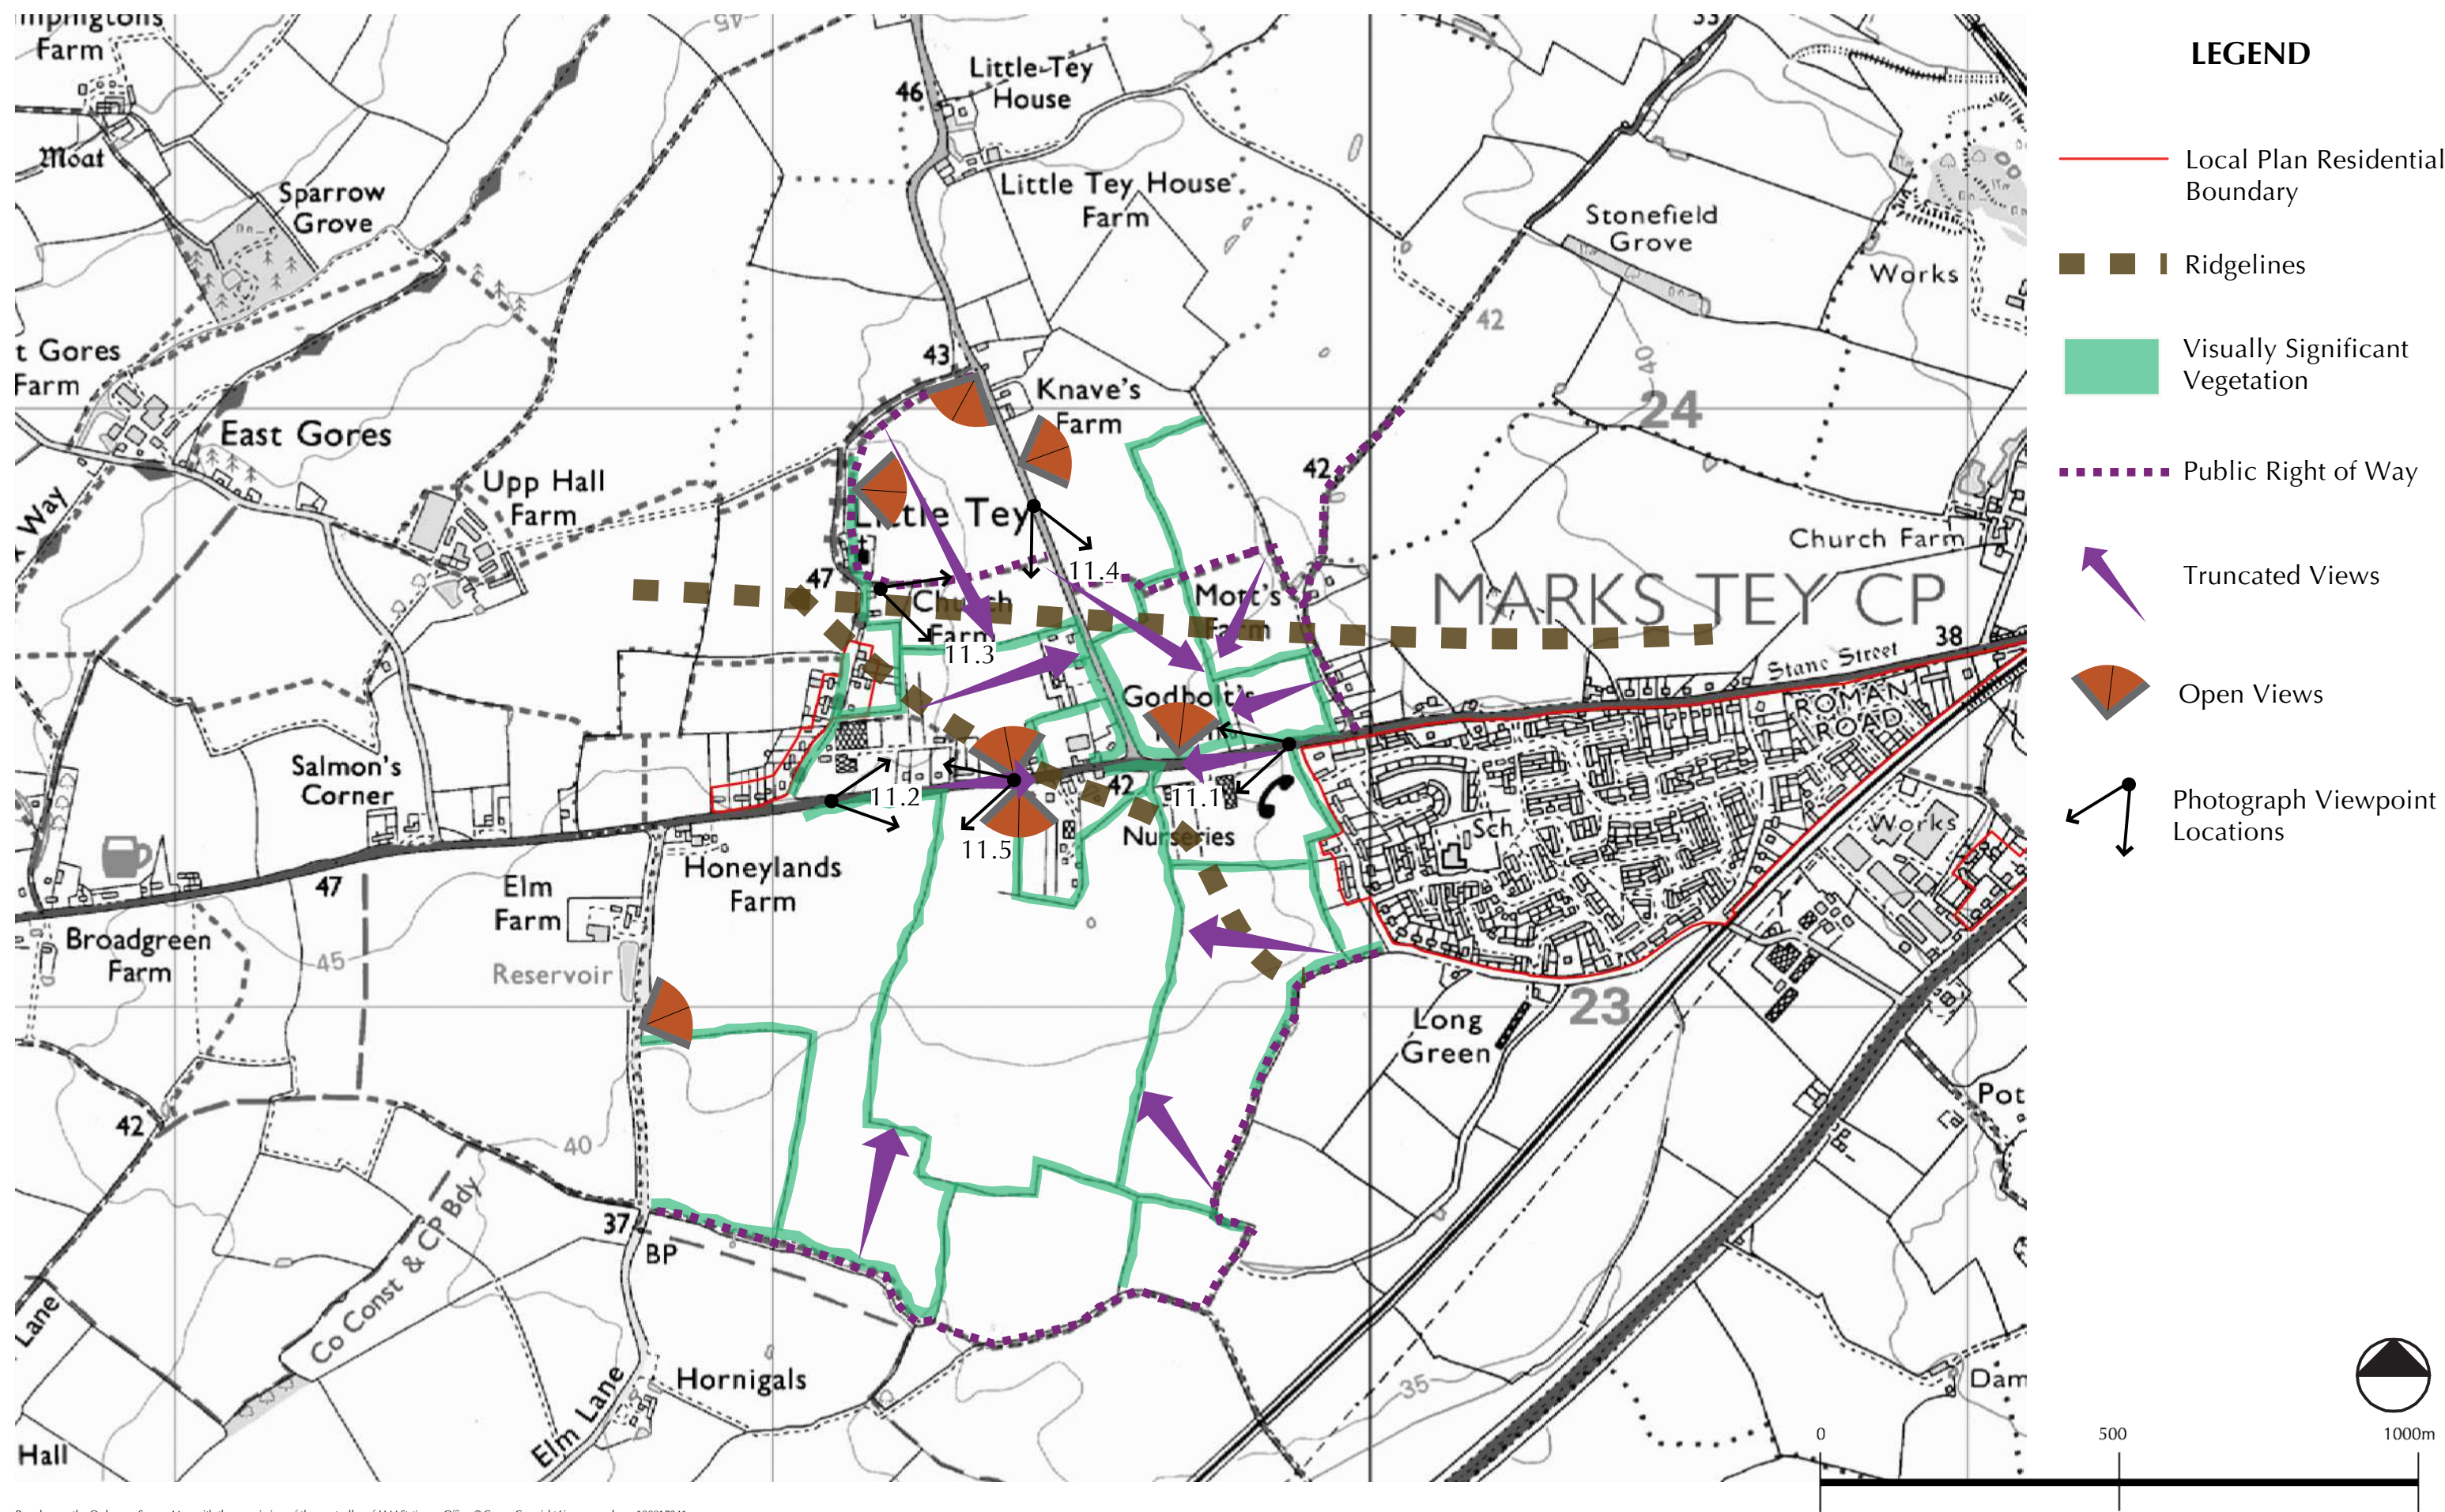 Farm
Moat
Sparrow
Grove
45
46
Little Tey
House
Little Tey House
Farm
33
Stonefield
Grove
Works
42
40
24
t Gores
Farm
East Gores
Way
Upp Hall
Farm
43
Knave's
Farm
Little Tey
42
Church Farm
47
11.4
Church
Farm
11.3
Mott's
Farm
MARKS TEY CP
38
Stane Street
ROMAN
ROAD
Godbolt's
Salmon's
Corner
11.2
42
11.1
Nurseries
11.5
Sch
Works
47
Honeylands
Farm
Elm
Farm
Broadgreen
Farm
45
Reservoir
Long
Green
23
42
40
37
BP
Co Const & CP Bdy
Lane
Hall
Elm Lane
Hornigals
35
Pot
Dam
LEGEND
Local Plan Residential
Boundary
Ridgelines
Visually Significant
Vegetation
Public Right of Way
Truncated Views
Open Views
Photograph Viewpoint
Locations
0
500
1000m